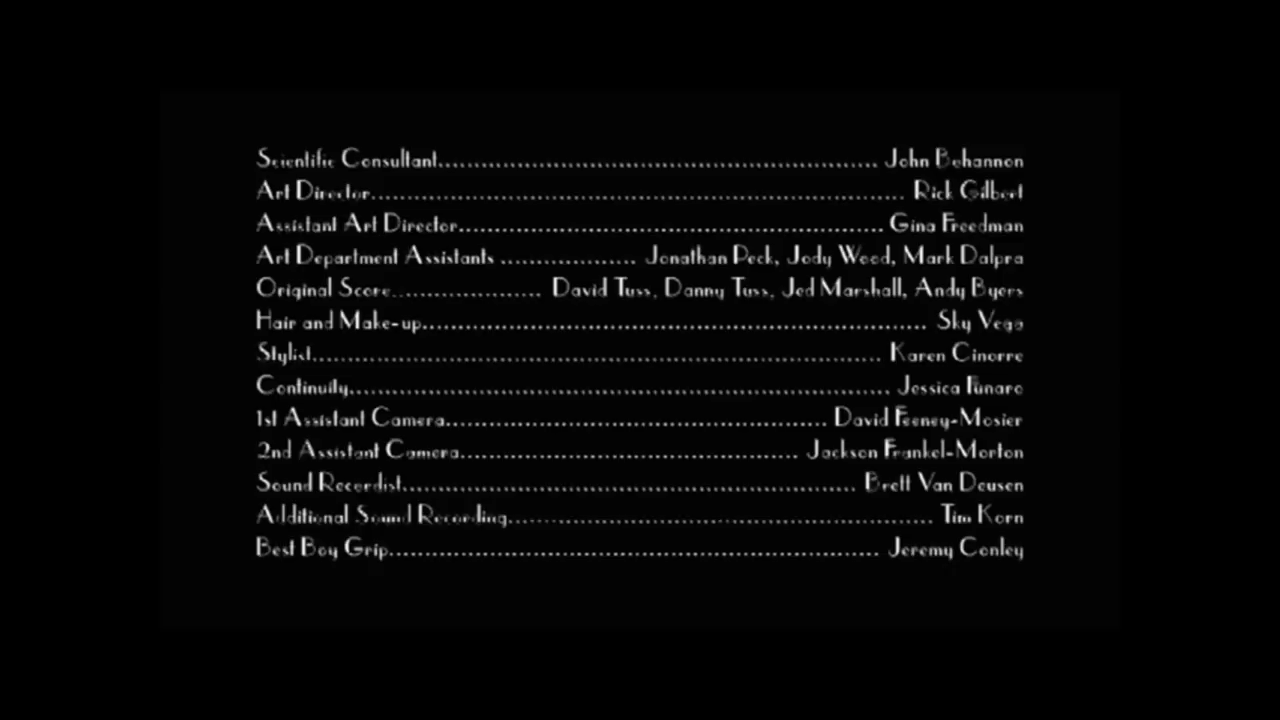 Scientific Consultant............................................................ John Bohannon
Art Director.......................................................................... Rick Gilbert
Assistant Art Director........................................................... Gina Freedman
Art Department Assistants ................... Jonathan Peck, Jody Weed, Mark Dalpra
Original Score..................... David Tuss, Danny Tuss, Jed Marshall, Andy Byers
Hair and Make-up...................................................................... Sky Vega
Stylist............................................................................... Karen Cinorre
Continuity........................................................................... Jessica Funaro
1st Assistant Camera..................................................... David Feeney-Mosier
2nd Assistant Camera............................................... Jackson Frankel-Morton
Sound Recordist............................................................... Brett Van Deusen
Additional Sound Recording........................................................... Tim Korn
Best Boy Grip.................................................................... Jeremy Conley